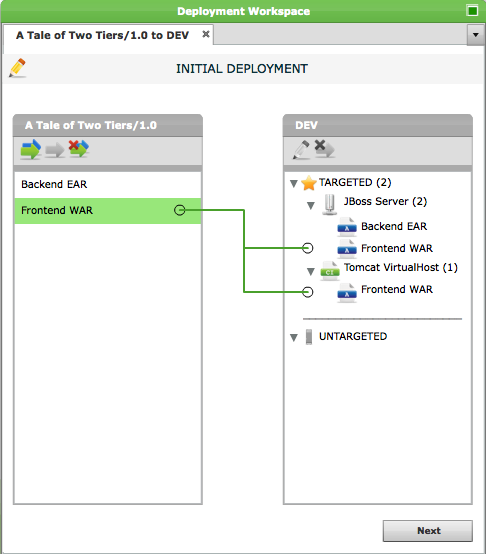 Deployment Workspace
A Tale of Two Tiers/1.0 to DEV
INITIAL DEPLOYMENT
A Tale of Two Tiers/1.0
Backend EAR
Frontend WAR
DEV
TARGETED (2)
JBoss Server (2)
A Backend EAR
A Frontend WAR
CI Tomcat VirtualHost (1)
A Frontend WAR
UNTARGETED
Next